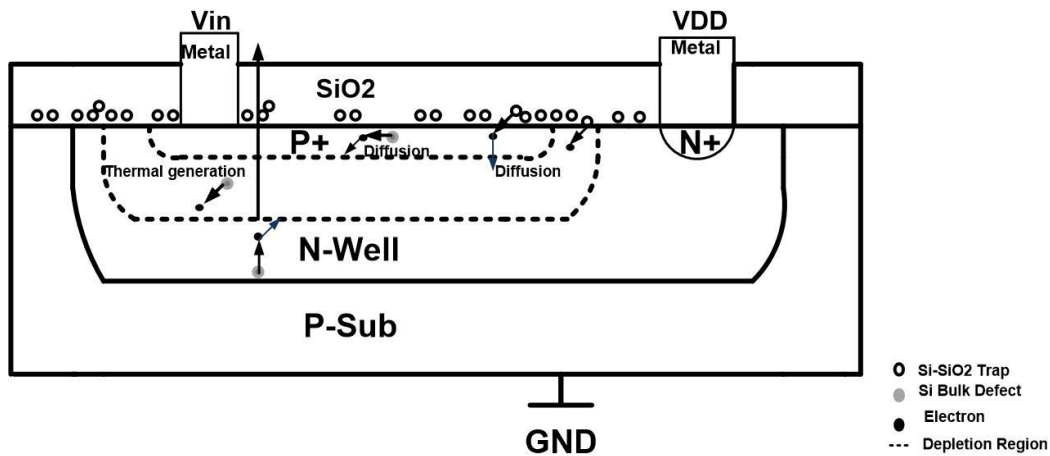 Vin
VDD
Metal
Metal
SiO2
P+
Diffusion
N+
Thermal generation
Diffusion
N-Well
P-Sub
GND
Si-SiO2 Trap
Si Bulk Defect
Electron
Depletion Region